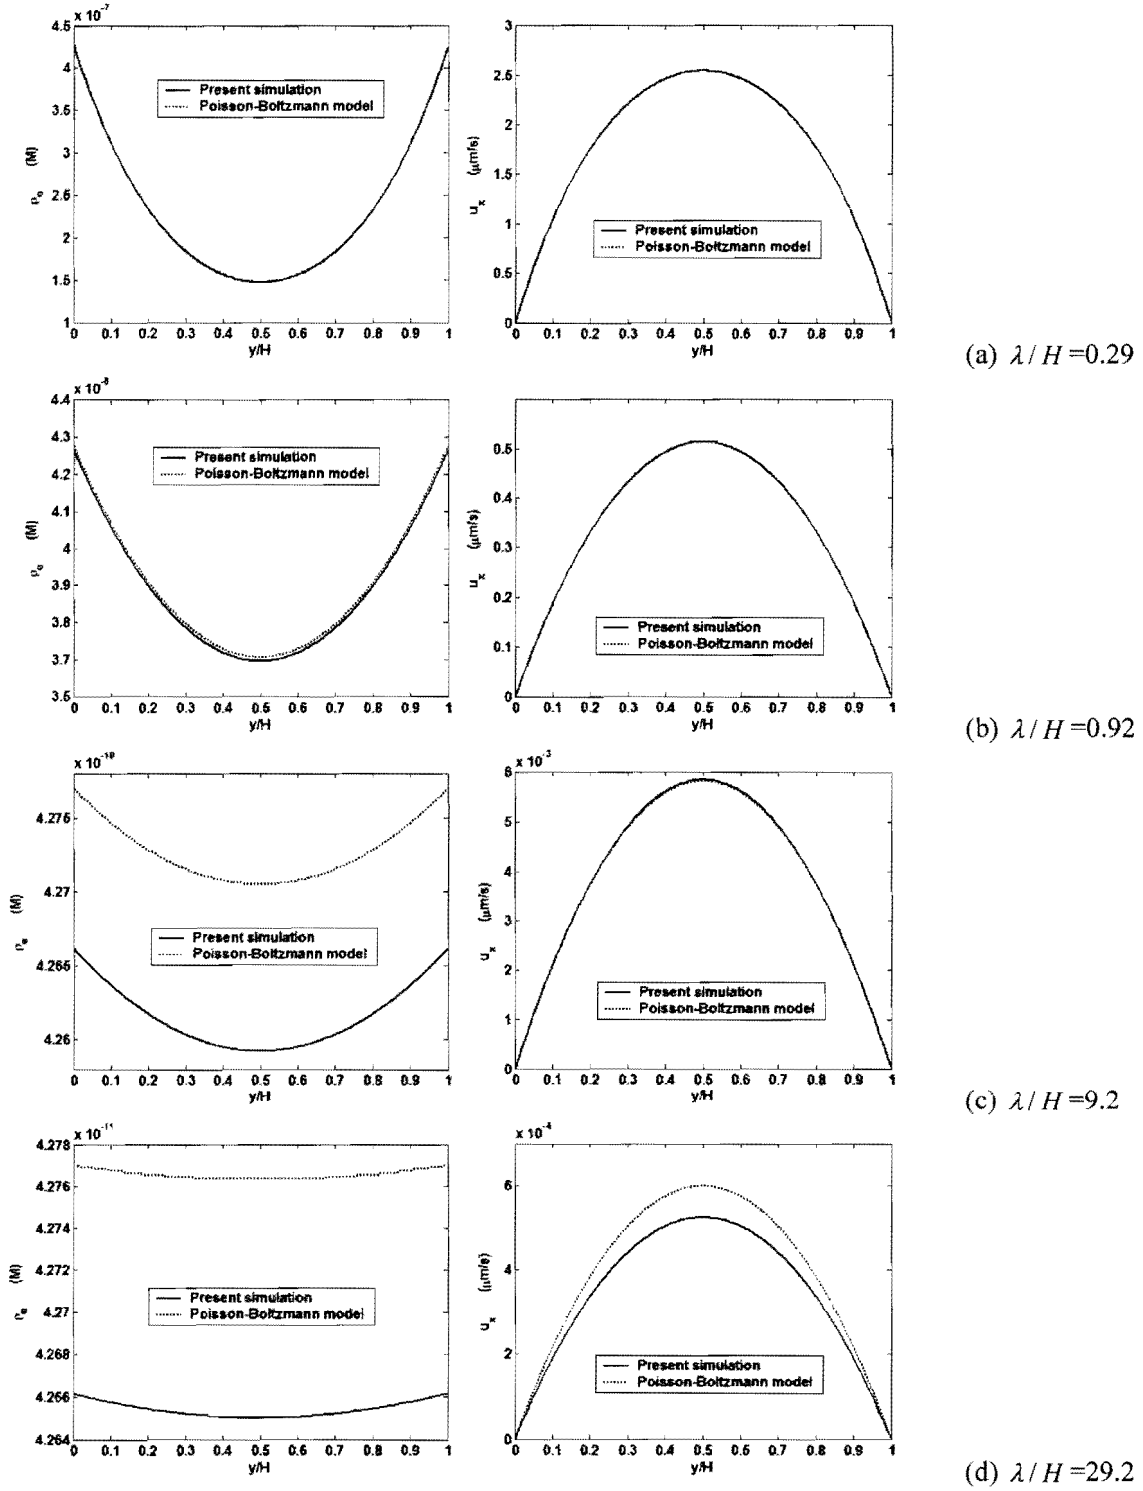 x 10⁻⁷
4.5
4
3.5
3
2.5
2
1.5
1
ρe (M)
Present simulation
Poisson-Boltzmann model
0 0.1 0.2 0.3 0.4 0.5 0.6 0.7 0.8 0.9 1
y/H
3
2.5
2
1.5
1
0.5
0
ux (μm/s)
Present simulation
Poisson-Boltzmann model
0 0.1 0.2 0.3 0.4 0.5 0.6 0.7 0.8 0.9 1
y/H
(a) λ / H =0.29
4.4
4.3
4.2
4.1
4
3.9
3.8
3.7
3.6
ρe (M)
Present simulation
Poisson-Boltzmann model
0 0.1 0.2 0.3 0.4 0.5 0.6 0.7 0.8 0.9 1
y/H
0.5
0.4
0.3
0.2
0.1
0
ux (μm/s)
Present simulation
Poisson-Boltzmann model
0 0.1 0.2 0.3 0.4 0.5 0.6 0.7 0.8 0.9 1
y/H
(b) λ / H =0.92
4.27
4.265
4.26
ρe (M)
Present simulation
Poisson-Boltzmann model
0 0.1 0.2 0.3 0.4 0.5 0.6 0.7 0.8 0.9 1
y/H
x 10⁻³
6
5
4
3
2
1
0
ux (μm/s)
Present simulation
Poisson-Boltzmann model
0 0.1 0.2 0.3 0.4 0.5 0.6 0.7 0.8 0.9 1
y/H
(c) λ / H =9.2
x 10⁻¹¹
4.278
4.276
4.274
4.272
4.27
4.268
4.266
4.264
ρe (M)
Present simulation
Poisson-Boltzmann model
0 0.1 0.2 0.3 0.4 0.5 0.6 0.7 0.8 0.9 1
y/H
x 10⁻⁴
6
4
2
0
ux (μm/s)
Present simulation
Poisson-Boltzmann model
0 0.1 0.2 0.3 0.4 0.5 0.6 0.7 0.8 0.9 1
y/H
(d) λ / H =29.2